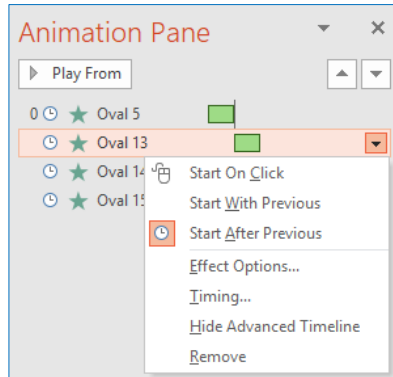 Animation Pane
Play From
0 Oval 5
Oval 13
Oval 14
Start On Click
Start With Previous
Oval 15
Start After Previous
Effect Options...
Timing...
Hide Advanced Timeline
Remove